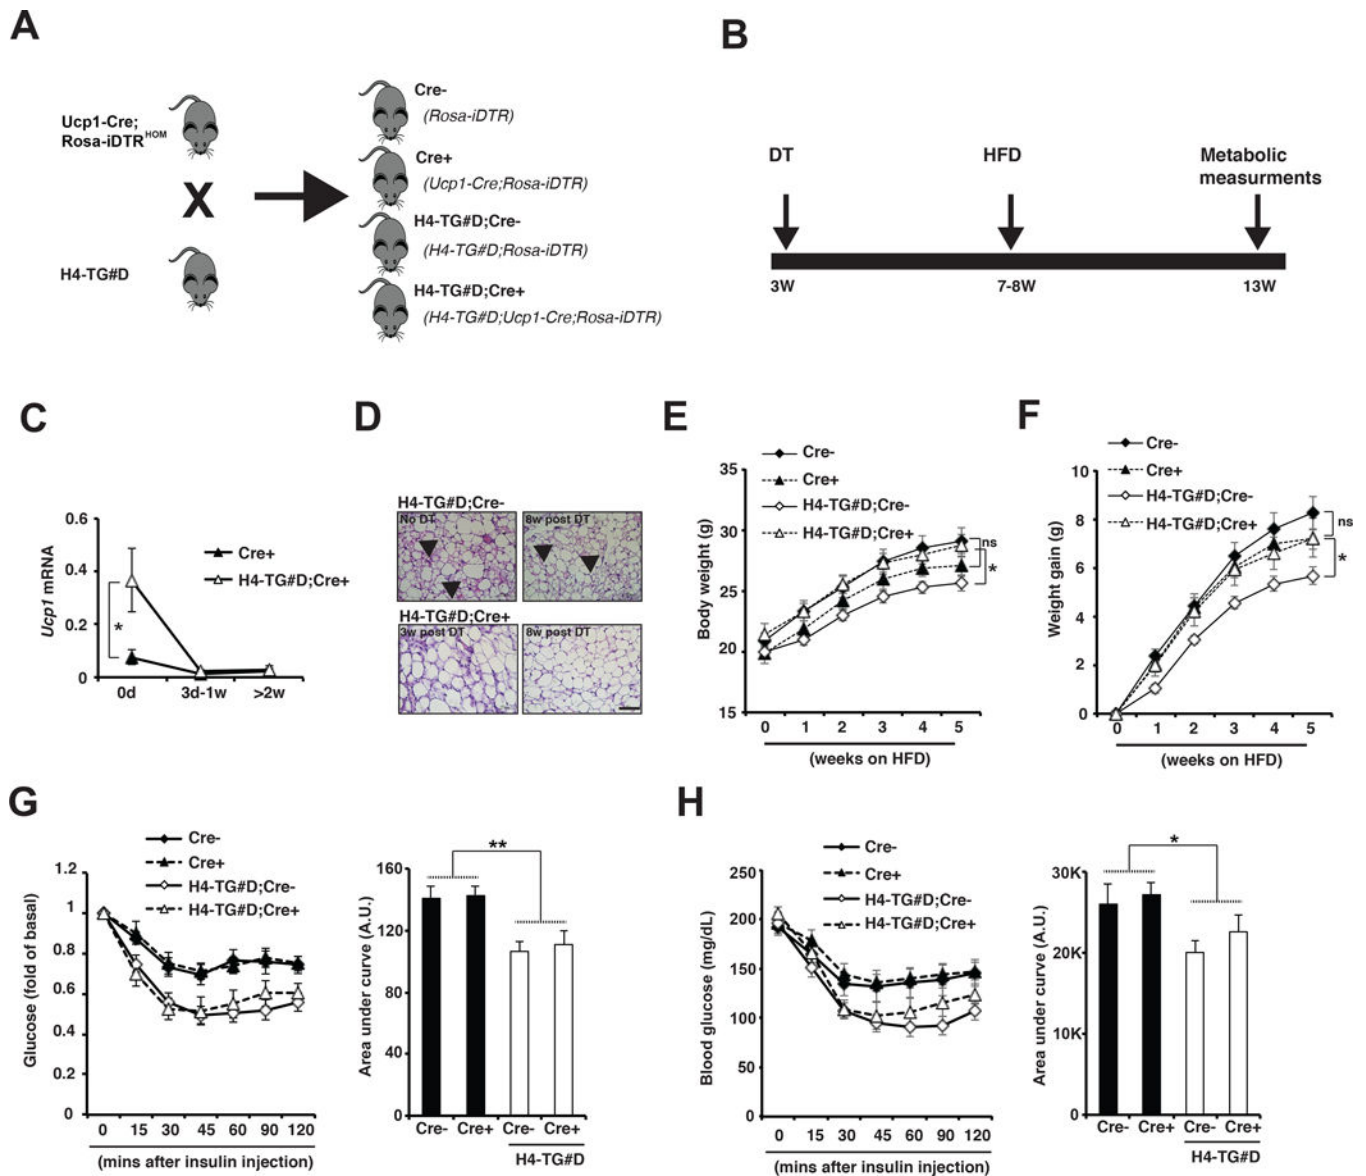 A
Ucp1-Cre;
Rosa-iDTRHOM
X
H4-TG#D
Cre-
(Rosa-iDTR)
Cre+
(Ucp1-Cre;Rosa-iDTR)
H4-TG#D;Cre-
(H4-TG#D;Rosa-iDTR)
H4-TG#D;Cre+
(H4-TG#D;Ucp1-Cre;Rosa-iDTR)
B
DT
HFD
Metabolic
measurments
3W
7-8W
13W
C
Ucp1 mRNA
0.6
0.4
0.2
0
*
Cre+
H4-TG#D;Cre+
0d
3d-1w
>2w
D
H4-TG#D;Cre-
No DT
8w post DT
H4-TG#D;Cre+
3w post DT
8w post DT
E
Cre-
Cre+
H4-TG#D;Cre-
H4-TG#D;Cre+
Body weight (g)
35
30
25
20
15
ns
*
0 1 2 3 4 5
(weeks on HFD)
F
Cre-
Cre+
H4-TG#D;Cre-
H4-TG#D;Cre+
Weight gain (g)
10
8
6
4
2
0
ns
*
0 1 2 3 4 5
(weeks on HFD)
G
Cre-
Cre+
H4-TG#D;Cre-
H4-TG#D;Cre+
Glucose (fold of basal)
1.2
1
0.8
0.6
0.4
0.2
0
0 15 30 45 60 90 120
(mins after insulin injection)
Area under curve (A.U.)
160
120
80
40
0
**
Cre- Cre+ Cre- Cre+
H4-TG#D
H
Cre-
Cre+
H4-TG#D;Cre-
H4-TG#D;Cre+
Blood glucose (mg/dL)
250
200
150
100
50
0
0 15 30 45 60 90 120
(mins after insulin injection)
Area under curve (A.U.)
30K
20K
10K
0
*
Cre- Cre+ Cre- Cre+
H4-TG#D